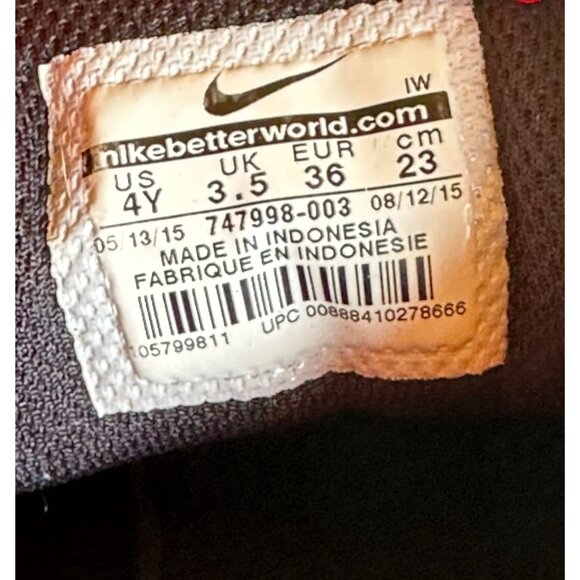 IW
nikebetterworld.com
US UK EUR cm
4Y 3.5 36 23
05/13/15 747998-003 08/12/15
MADE IN INDONESIA
FABRIQUE EN INDONESIE
105799811 UPC 00888410278666